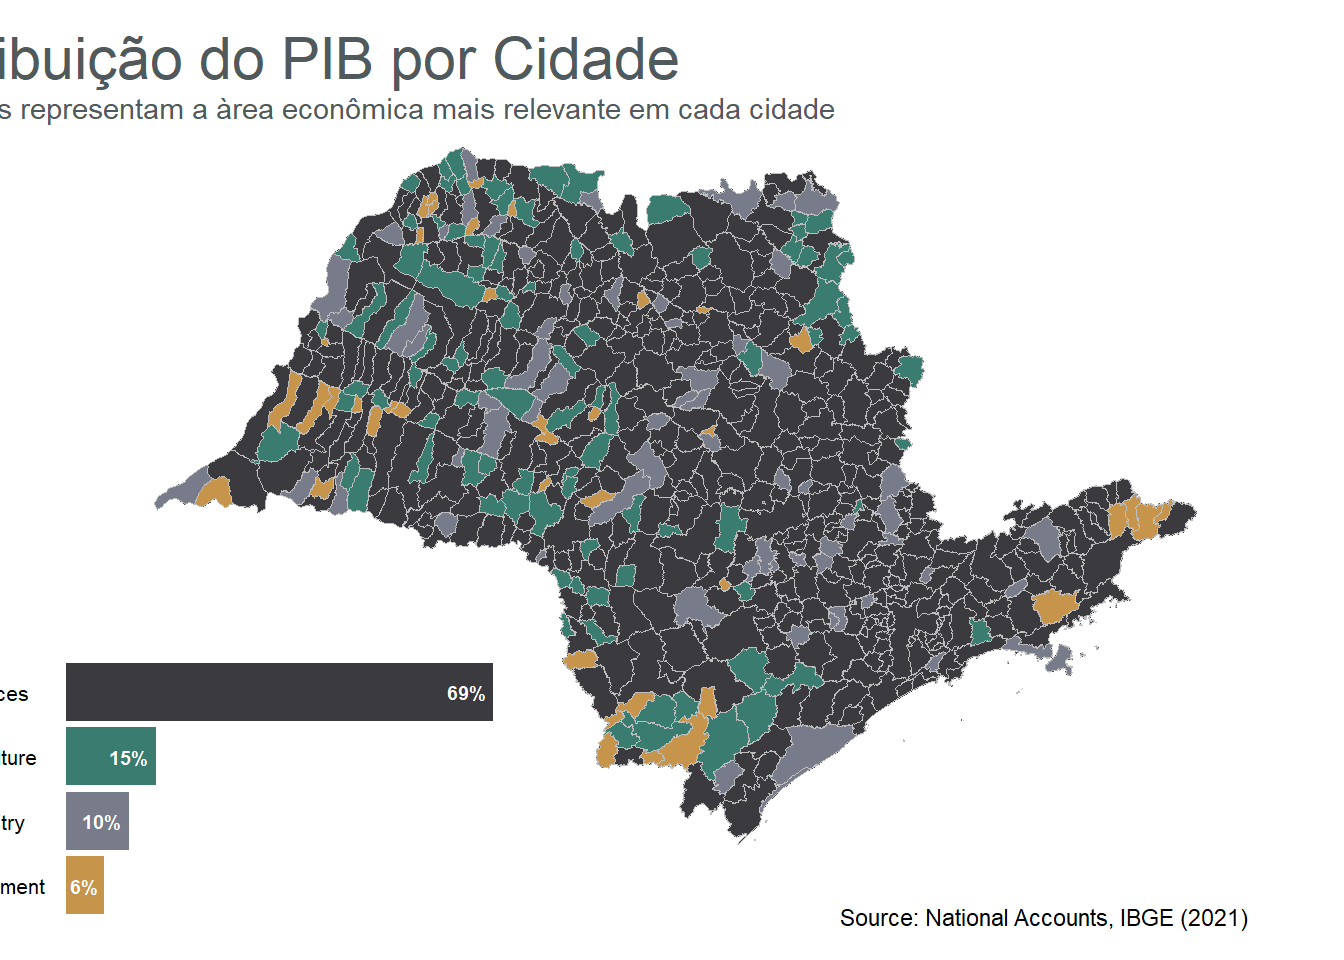 ibuição do PIB por Cidade
s representam a àrea econômica mais relevante em cada cidade
ces
69%
lture
15%
try
10%
ment
6%
Source: National Accounts, IBGE (2021)